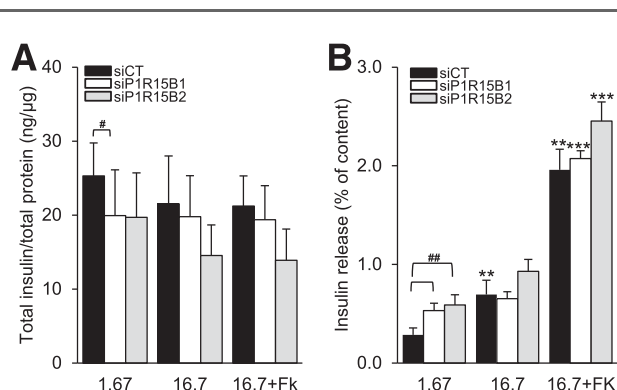 A
B
Total insulin/total protein (ng/µg)
40
30
20
10
0
siCT
siP1R15B1
siP1R15B2
#
1.67
16.7
16.7+Fk
Insulin release (% of content)
3.0
2.0
1.0
0.0
siCT
siP1R15B1
siP1R15B2
##
**
**
***
***
1.67
16.7
16.7+FK